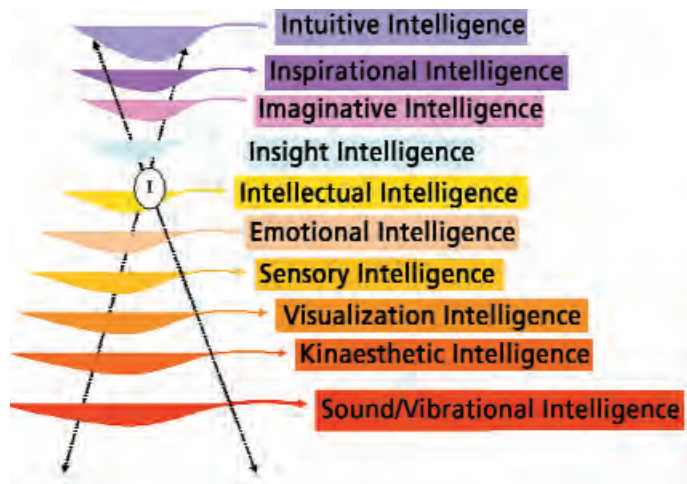 Intuitive Intelligence
Inspirational Intelligence
Imaginative Intelligence
Insight Intelligence
I
Intellectual Intelligence
Emotional Intelligence
Sensory Intelligence
Visualization Intelligence
Kinaesthetic Intelligence
Sound/Vibrational Intelligence